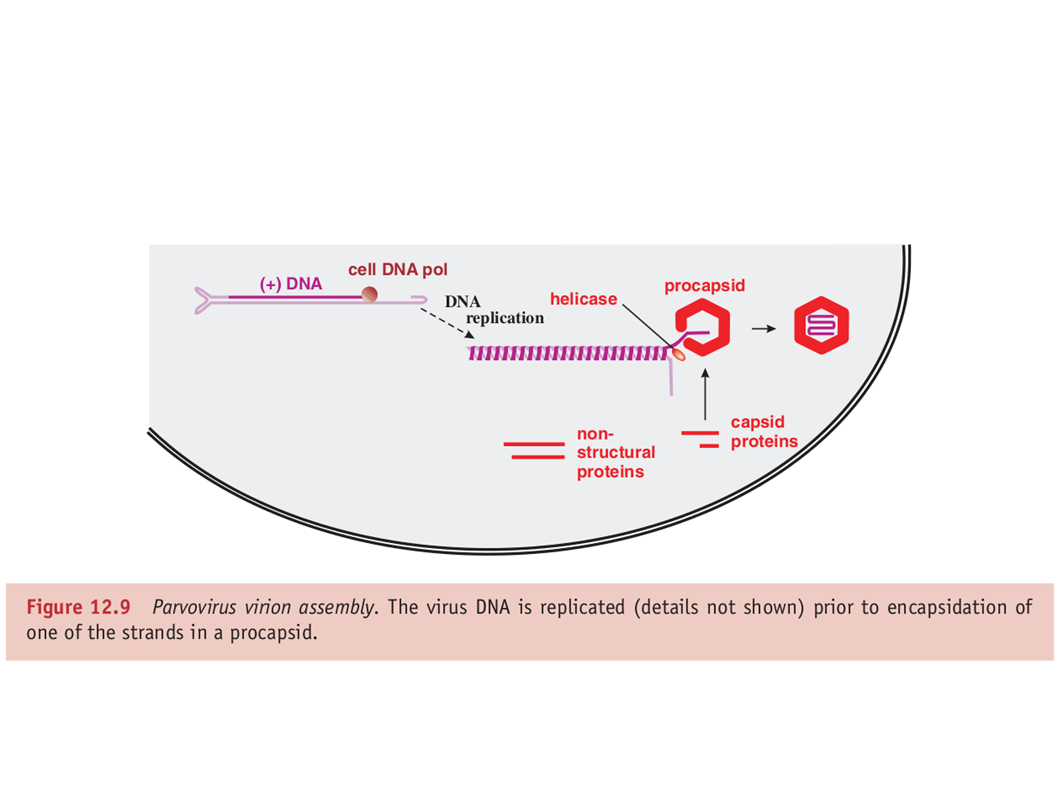 cell DNA pol
(+) DNA
DNA
replication
helicase
procapsid
non-
structural
proteins
capsid
proteins
Figure 12.9 Parvovirus virion assembly. The virus DNA is replicated (details not shown) prior to encapsidation of
one of the strands in a procapsid.